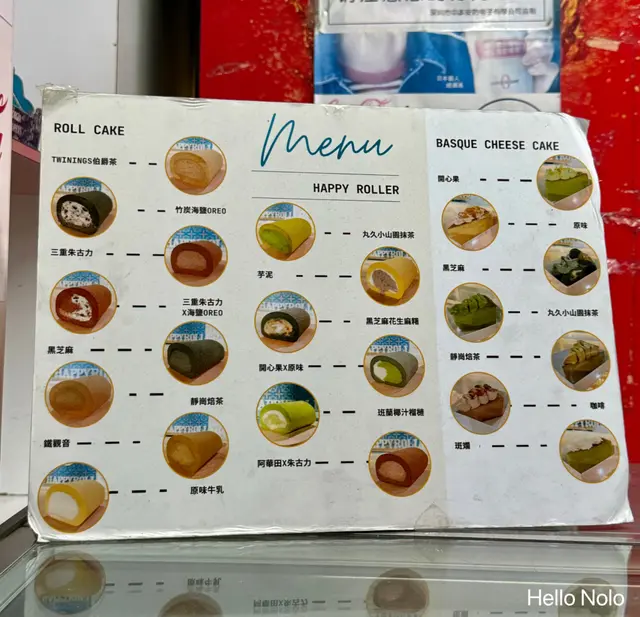 ROLL CAKE
TWININGS伯爵茶
竹炭海鹽OREO
三重朱古力
三重朱古力
X海鹽OREO
黑芝麻
靜崗焙茶
鐵觀音
原味牛乳
Menu
HAPPY ROLLER
丸久小山園抹茶
芋泥
黑芝麻花生麻糬
開心果X原味
班蘭椰汁榴槤
阿華田X朱古力
BASQUE CHEESE CAKE
開心果
原味
黑芝麻
丸久小山園抹茶
靜崗焙茶
咖啡
班斕
Hello Nolo